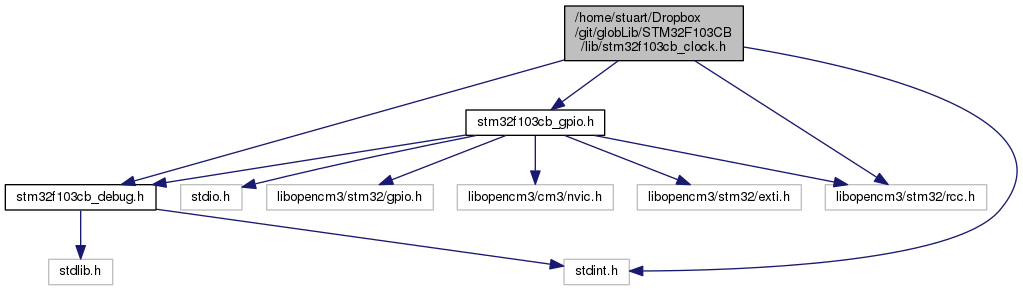 /home/stuart/Dropbox
/git/globLib/STM32F103CB
/lib/stm32f103cb_clock.h
stm32f103cb_gpio.h
stm32f103cb_debug.h
stdio.h
libopencm3/stm32/gpio.h
libopencm3/cm3/nvic.h
libopencm3/stm32/exti.h
libopencm3/stm32/rcc.h
stdlib.h
stdint.h